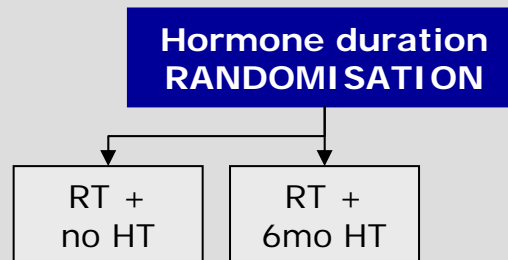 Hormone duration
RANDOMISATION
RT +
no HT
RT +
6mo HT